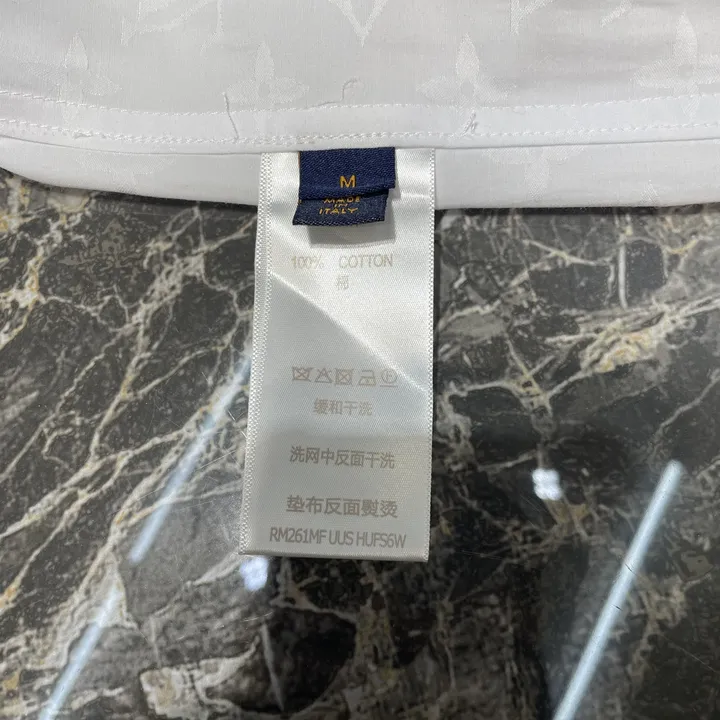 M
MADE
IN
ITALY
100% COTTON
棉
缓和干洗
洗网中反面干洗
垫布反面熨烫
RM261MF UUS HUFS6W